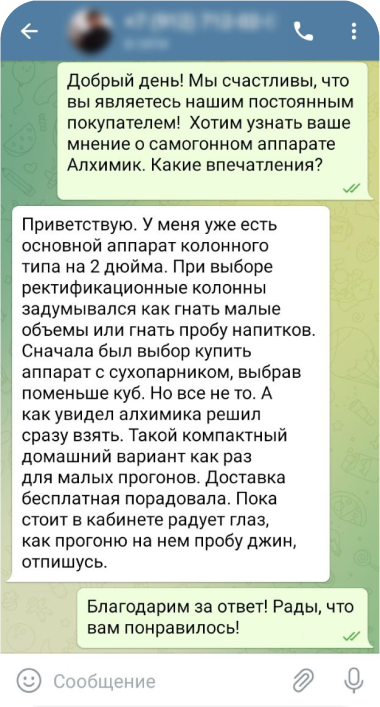 Добрый день! Мы счастливы, что
вы являетесь нашим постоянным
покупателем! Хотим узнать ваше
мнение о самогонном аппарате
Алхимик. Какие впечатления?
Приветствую. У меня уже есть
основной аппарат колонного
типа на 2 дюйма. При выборе
ректификационные колонны
задумывался как гнать малые
объемы или гнать пробу напитков.
Сначала был выбор купить
аппарат с сухопарником, выбрав
поменьше куб. Но все не то. А
как увидел алхимика решил
сразу взять. Такой компактный
домашний вариант как раз
для малых прогонов. Доставка
бесплатная порадовала. Пока
стоит в кабинете радует глаз,
как прогоню на нем пробу джин,
отпишусь.
Благодарим за ответ! Рады, что
вам понравилось!
Сообщение